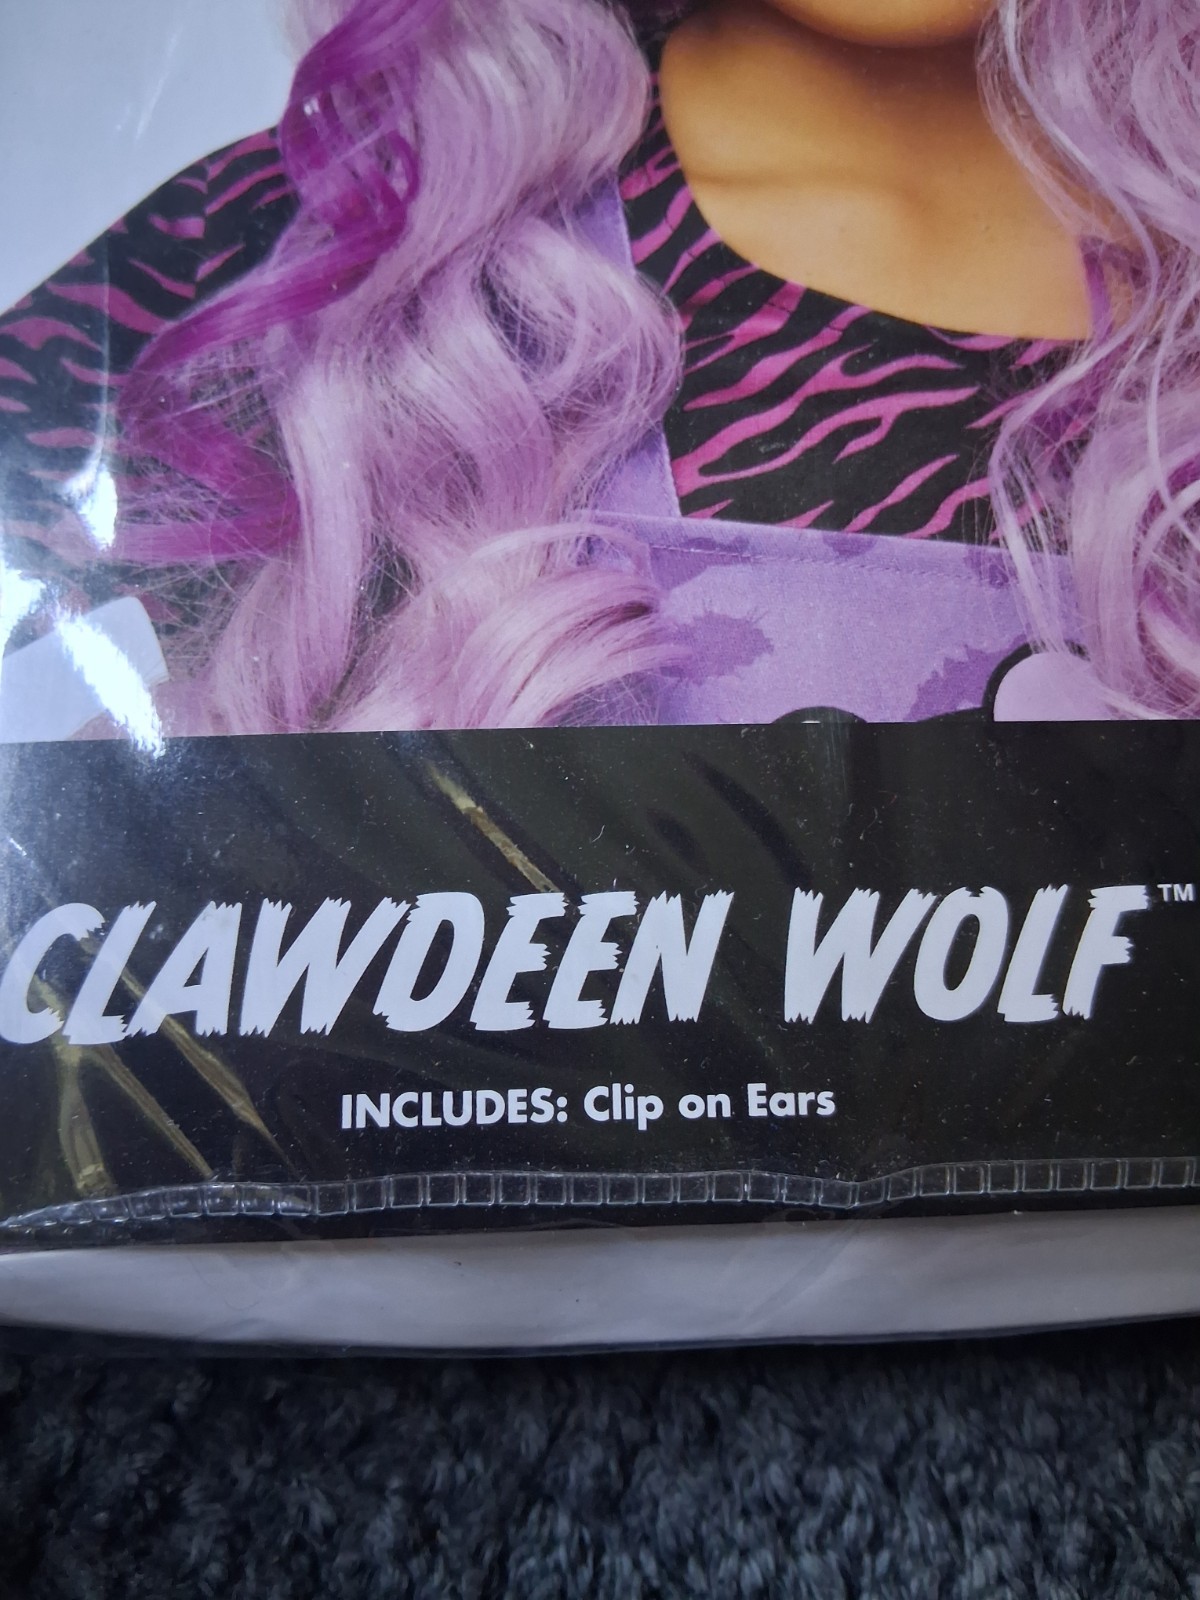 CLAWDEEN WOLF™
INCLUDES: Clip on Ears